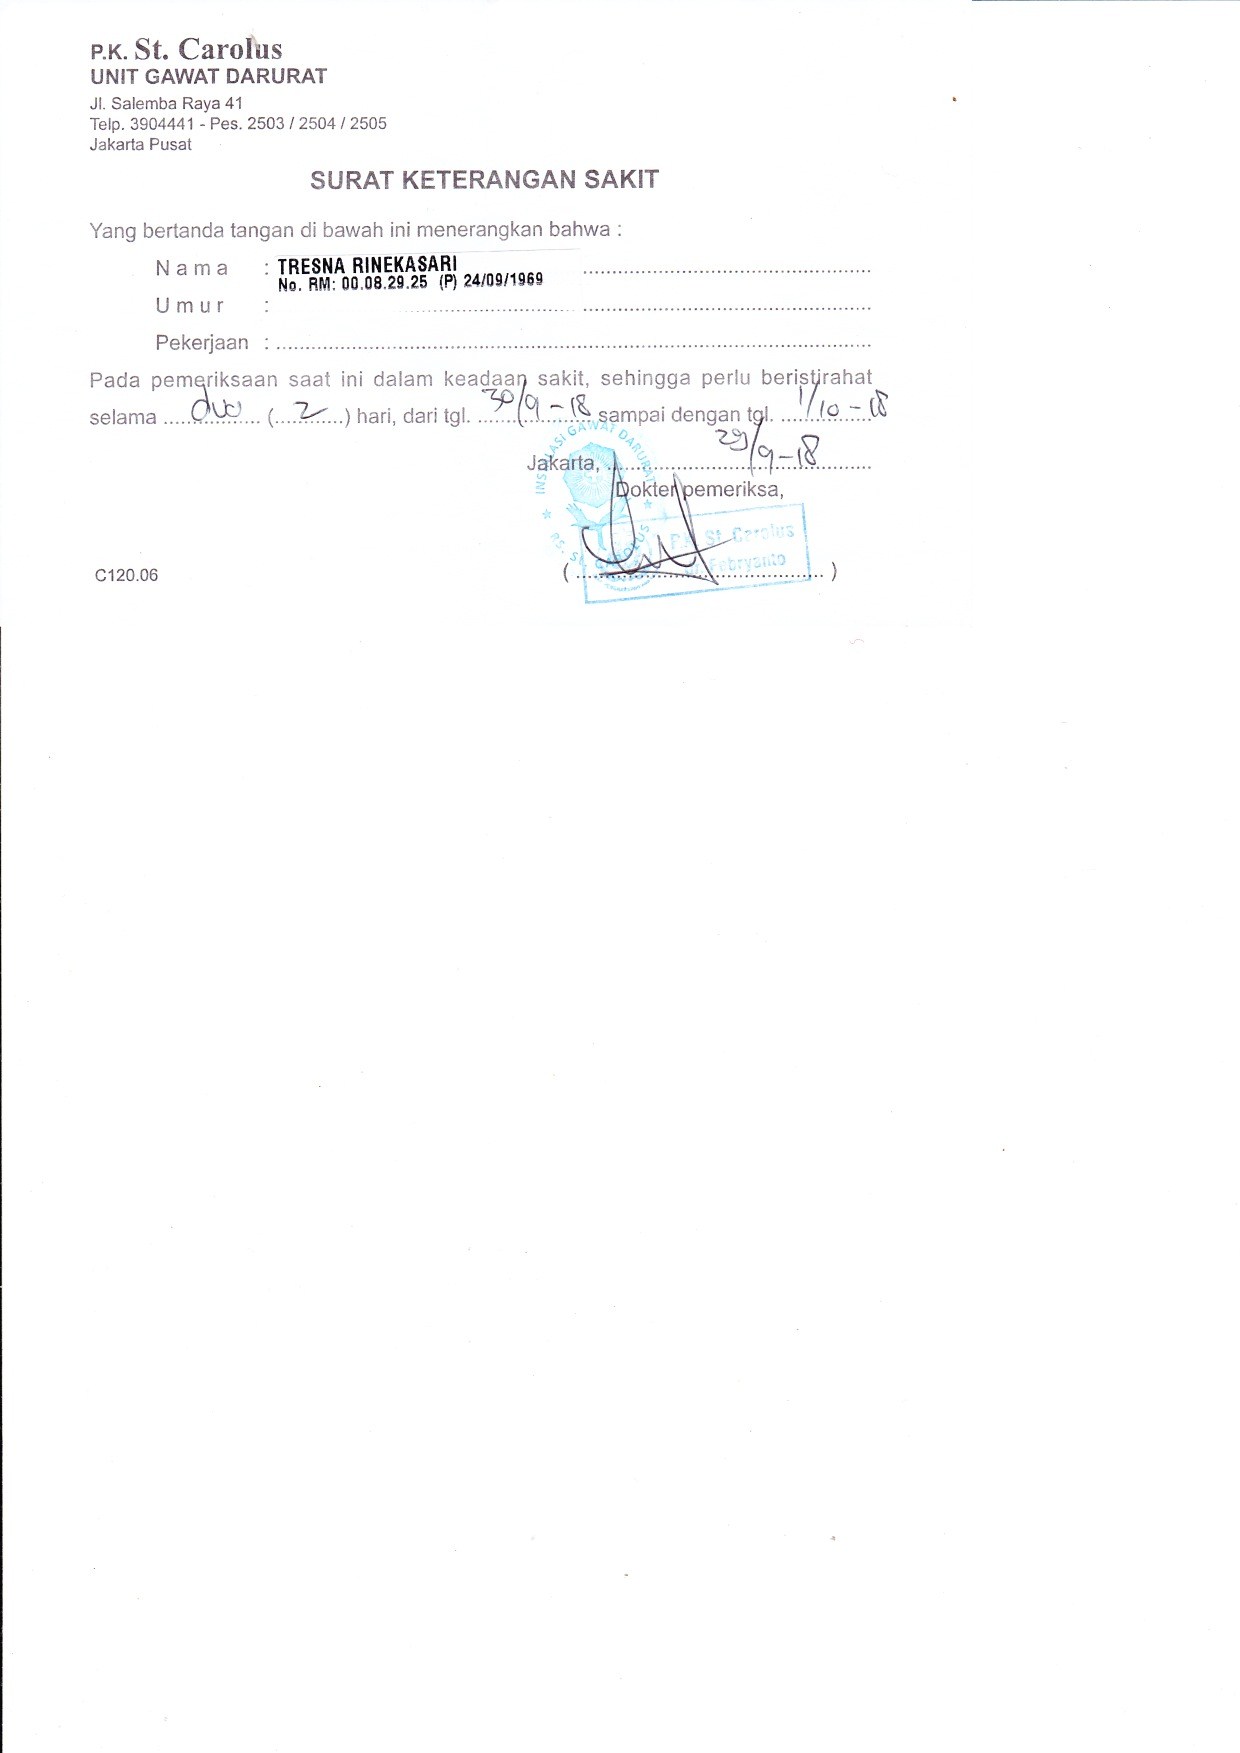 P.K. St. Carolus
UNIT GAWAT DARURAT
Jl. Salemba Raya 41
Telp. 3904441 - Pes. 2503 / 2504 / 2505
Jakarta Pusat
SURAT KETERANGAN SAKIT
Yang bertanda tangan di bawah ini menerangkan bahwa :
Nama : TRESNA RINEKASARI
No. RM: 00.08.29.25 (P) 24/09/1969
Umur :
Pekerjaan :
Pada pemeriksaan saat ini dalam keadaan sakit, sehingga perlu beristirahat
selama dua (2) hari, dari tgl. 30/9 - 18 sampai dengan tgl. 1/10 - 18
Jakarta, 29/9 - 18
Dokter pemeriksa,
INSTALASI GAWAT DARURAT
RS. St. CAROLUS
P.K. St. Carolus
Febryanto
C120.06